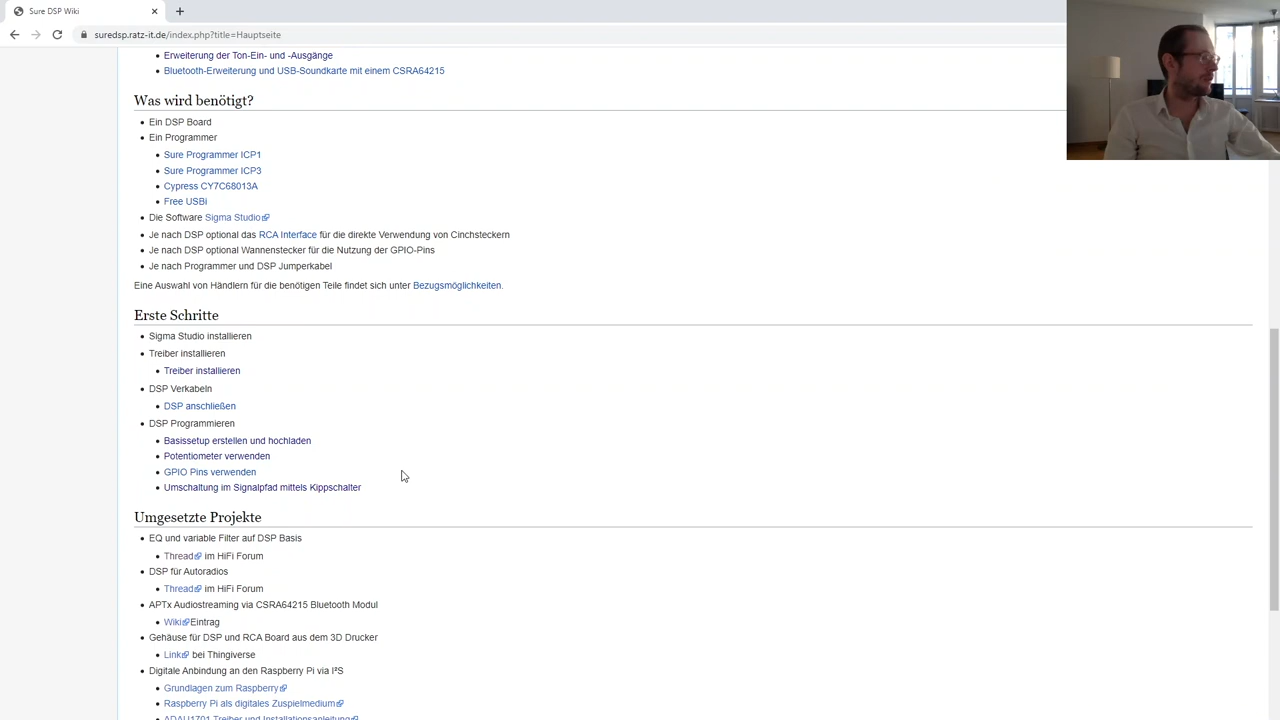 Sure DSP Wiki
suredsp.ratz-it.de/index.php?title=Hauptseite
Erweiterung der Ton-Ein- und -Ausgänge
Bluetooth-Erweiterung und USB-Soundkarte mit einem CSRA64215
Was wird benötigt?
Ein DSP Board
Ein Programmer
Sure Programmer ICP1
Sure Programmer ICP3
Cypress CY7C68013A
Free USBi
Die Software Sigma Studio
Je nach DSP optional das RCA Interface für die direkte Verwendung von Cinchsteckern
Je nach DSP optional Wannenstecker für die Nutzung der GPIO-Pins
Je nach Programmer und DSP Jumperkabel
Eine Auswahl von Händlern für die benötigen Teile findet sich unter Bezugsmöglichkeiten.
Erste Schritte
Sigma Studio installieren
Treiber installieren
Treiber installieren
DSP Verkabeln
DSP anschließen
DSP Programmieren
Basissetup erstellen und hochladen
Potentiometer verwenden
GPIO Pins verwenden
Umschaltung im Signalpfad mittels Kippschalter
Umgesetzte Projekte
EQ und variable Filter auf DSP Basis
Thread im HiFi Forum
DSP für Autoradios
Thread im HiFi Forum
APTx Audiostreaming via CSRA64215 Bluetooth Modul
Wiki Eintrag
Gehäuse für DSP und RCA Board aus dem 3D Drucker
Link bei Thingiverse
Digitale Anbindung an den Raspberry Pi via I²S
Grundlagen zum Raspberry
Raspberry Pi als digitales Zuspielmedium
ADAU1701 Treiber und Installationsanleitung